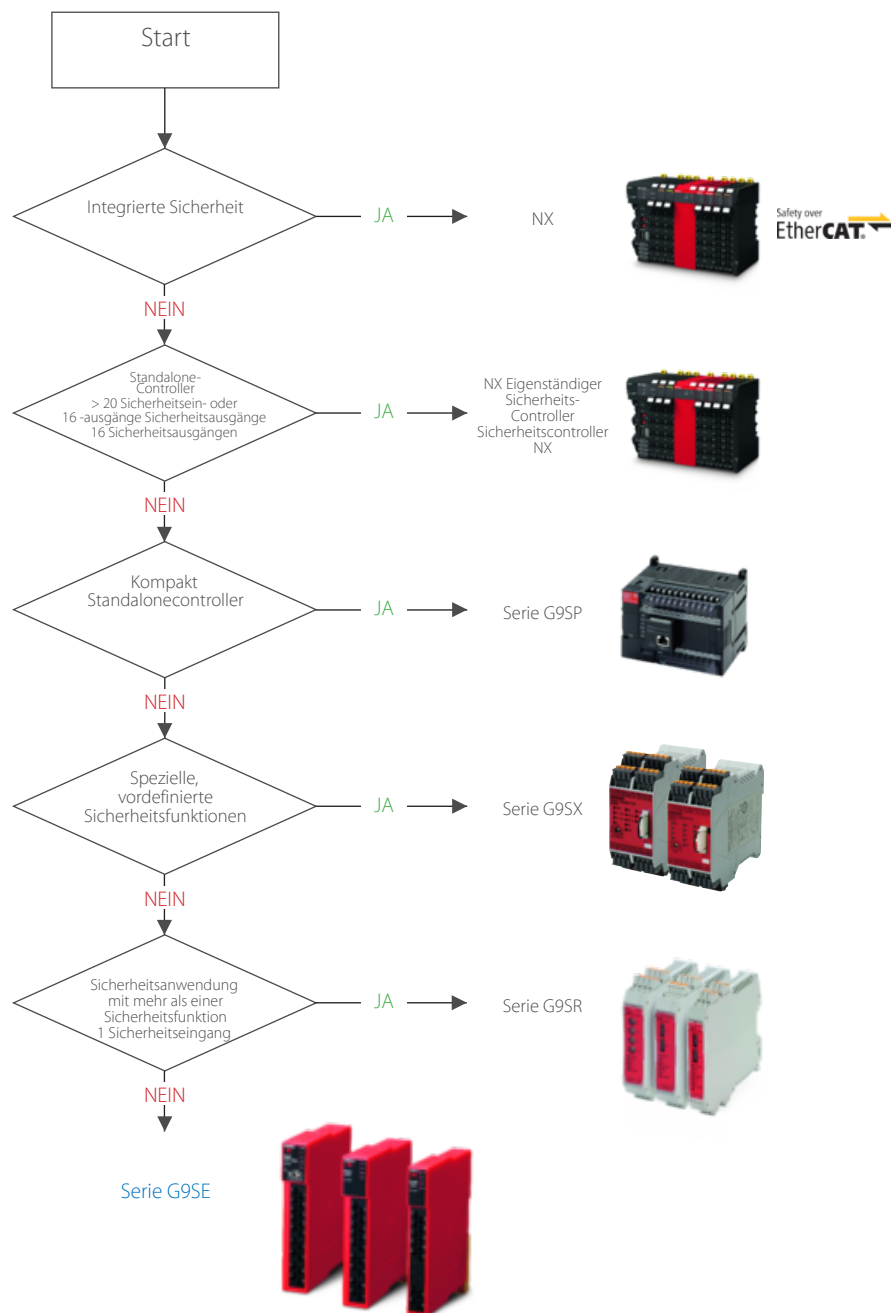 Start
Integrierte Sicherheit
JA
NX
Safety over
EtherCAT®
NEIN
Standalone-
Controller
> 20 Sicherheitsein- oder
16 -ausgänge Sicherheitsausgänge
16 Sicherheitsausgängen
JA
NX Eigenständiger
Sicherheits-
Controller
Sicherheitscontroller
NX
NEIN
Kompakt
Standalonecontroller
JA
Serie G9SP
NEIN
Spezielle,
vordefinierte
Sicherheitsfunktionen
JA
Serie G9SX
NEIN
Sicherheitsanwendung
mit mehr als einer
Sicherheitsfunktion
1 Sicherheitseingang
JA
Serie G9SR
NEIN
Serie G9SE